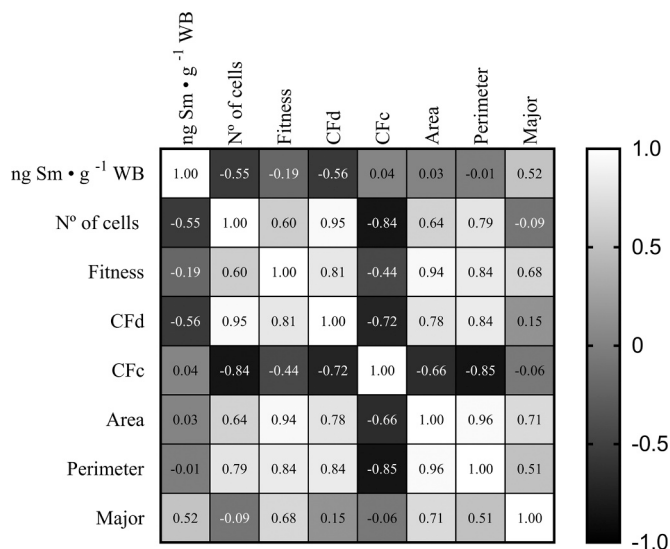 ng Sm • g -1 WB
Nº of cells
Fitness
CFd
CFc
Area
Perimeter
Major
ng Sm • g -1 WB 1.00 -0.55 -0.19 -0.56 0.04 0.03 -0.01 0.52
Nº of cells -0.55 1.00 0.60 0.95 -0.84 0.64 0.79 -0.09
Fitness -0.19 0.60 1.00 0.81 -0.44 0.94 0.84 0.68
CFd -0.56 0.95 0.81 1.00 -0.72 0.78 0.84 0.15
CFc 0.04 -0.84 -0.44 -0.72 1.00 -0.66 -0.85 -0.06
Area 0.03 0.64 0.94 0.78 -0.66 1.00 0.96 0.71
Perimeter -0.01 0.79 0.84 0.84 -0.85 0.96 1.00 0.51
Major 0.52 -0.09 0.68 0.15 -0.06 0.71 0.51 1.00
1.0
0.5
0
-0.5
-1.0